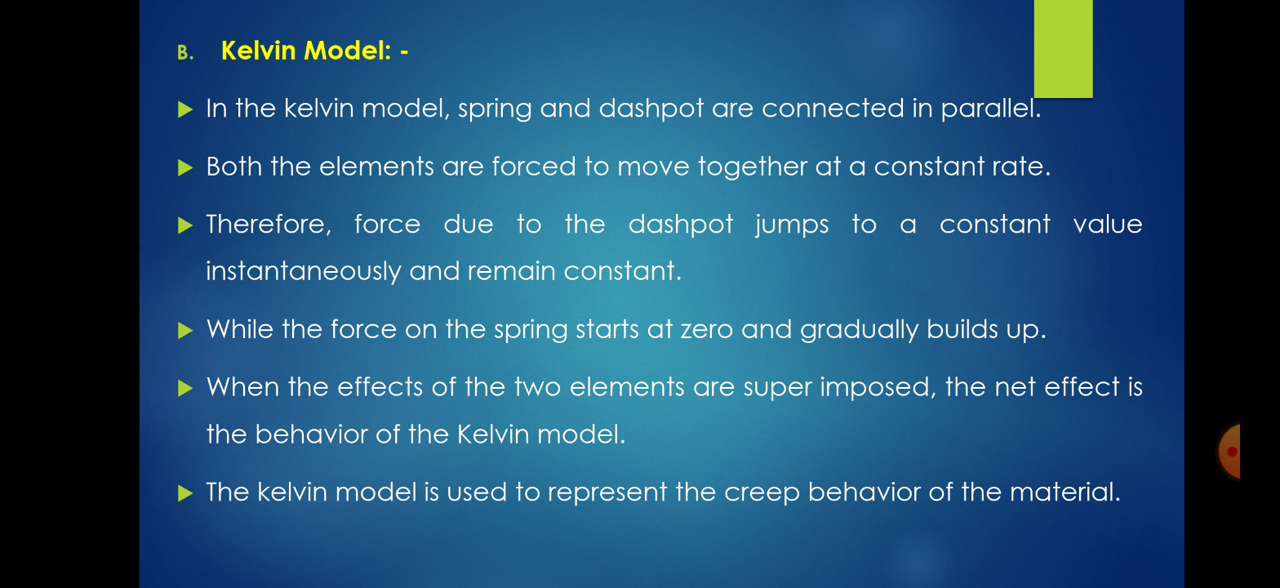 B. Kelvin Model: -
In the kelvin model, spring and dashpot are connected in parallel.
Both the elements are forced to move together at a constant rate.
Therefore, force due to the dashpot jumps to a constant value
instantaneously and remain constant.
While the force on the spring starts at zero and gradually builds up.
When the effects of the two elements are super imposed, the net effect is
the behavior of the Kelvin model.
The kelvin model is used to represent the creep behavior of the material.